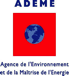 ADEME
Agence de l'Environnement
et de la Maîtrise de l'Energie